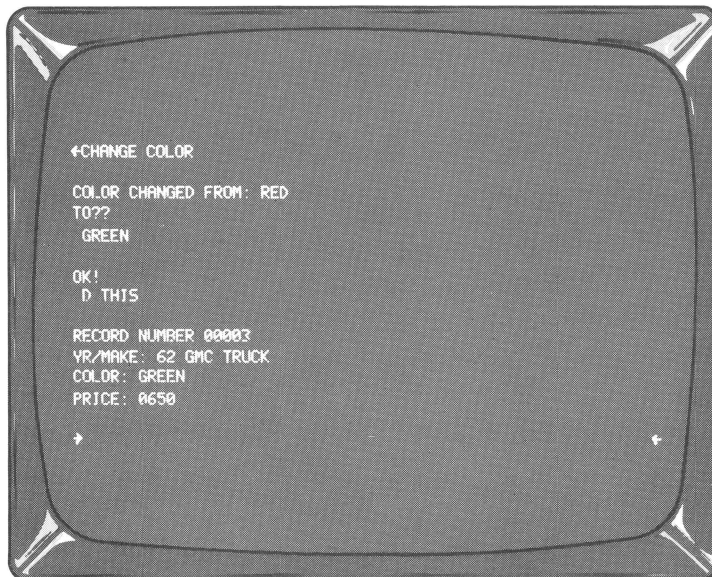 ←CHANGE COLOR
COLOR CHANGED FROM: RED
TO??
GREEN
OK!
D THIS
RECORD NUMBER 00003
YR/MAKE: 62 GMC TRUCK
COLOR: GREEN
PRICE: 0650
→ ←